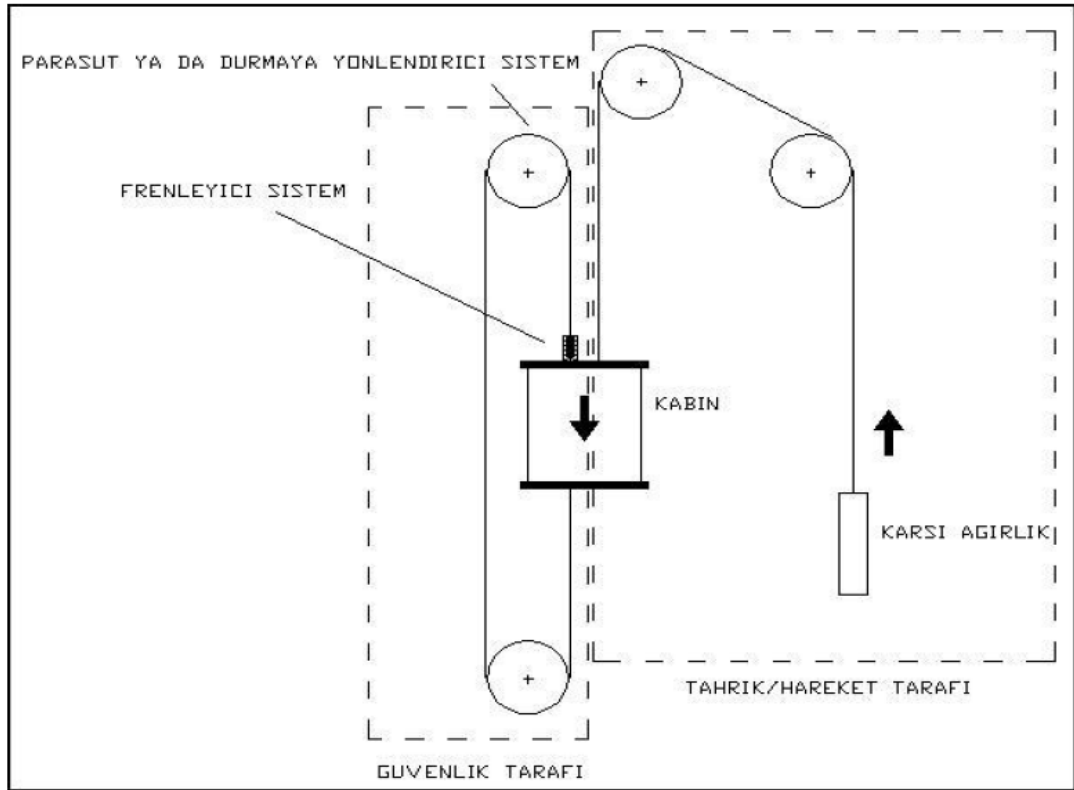 PARASUT YA DA DURMAYA YONLENDIRICI SISTEM
FRENLEYICI SISTEM
KABIN
KARSI AGIRLIK
TAHRIK/HAREKET TARAFI
GUVENLIK TARAFI